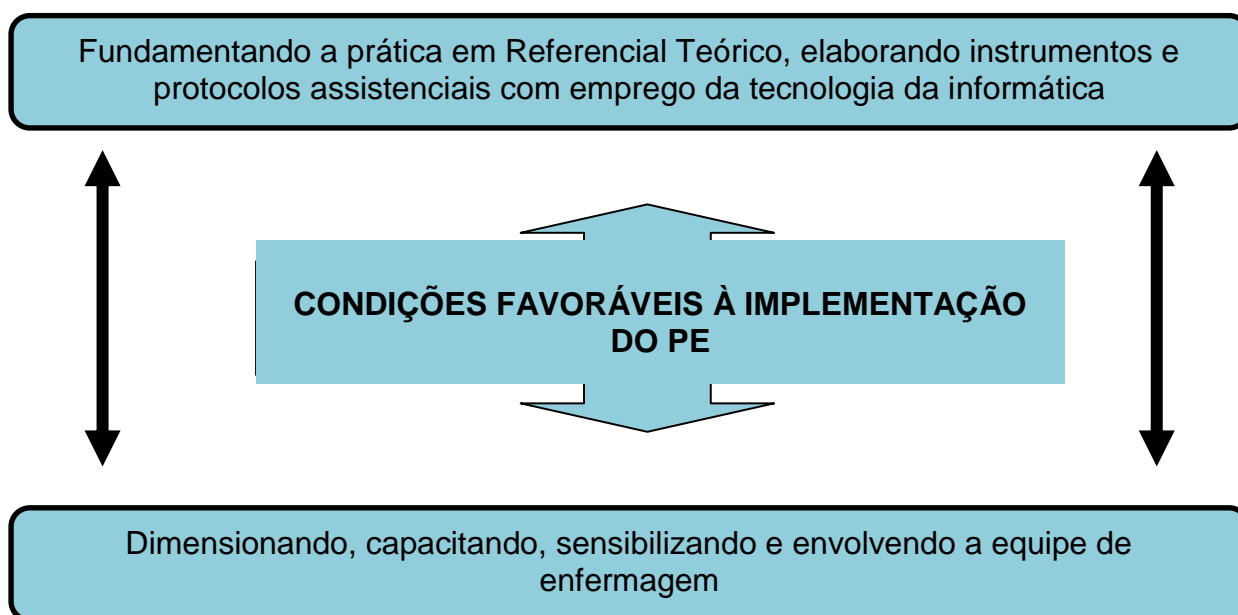 Fundamentando a prática em Referencial Teórico, elaborando instrumentos e
protocolos assistenciais com emprego da tecnologia da informática
CONDIÇÕES FAVORÁVEIS À IMPLEMENTAÇÃO
DO PE
Dimensionando, capacitando, sensibilizando e envolvendo a equipe de
enfermagem